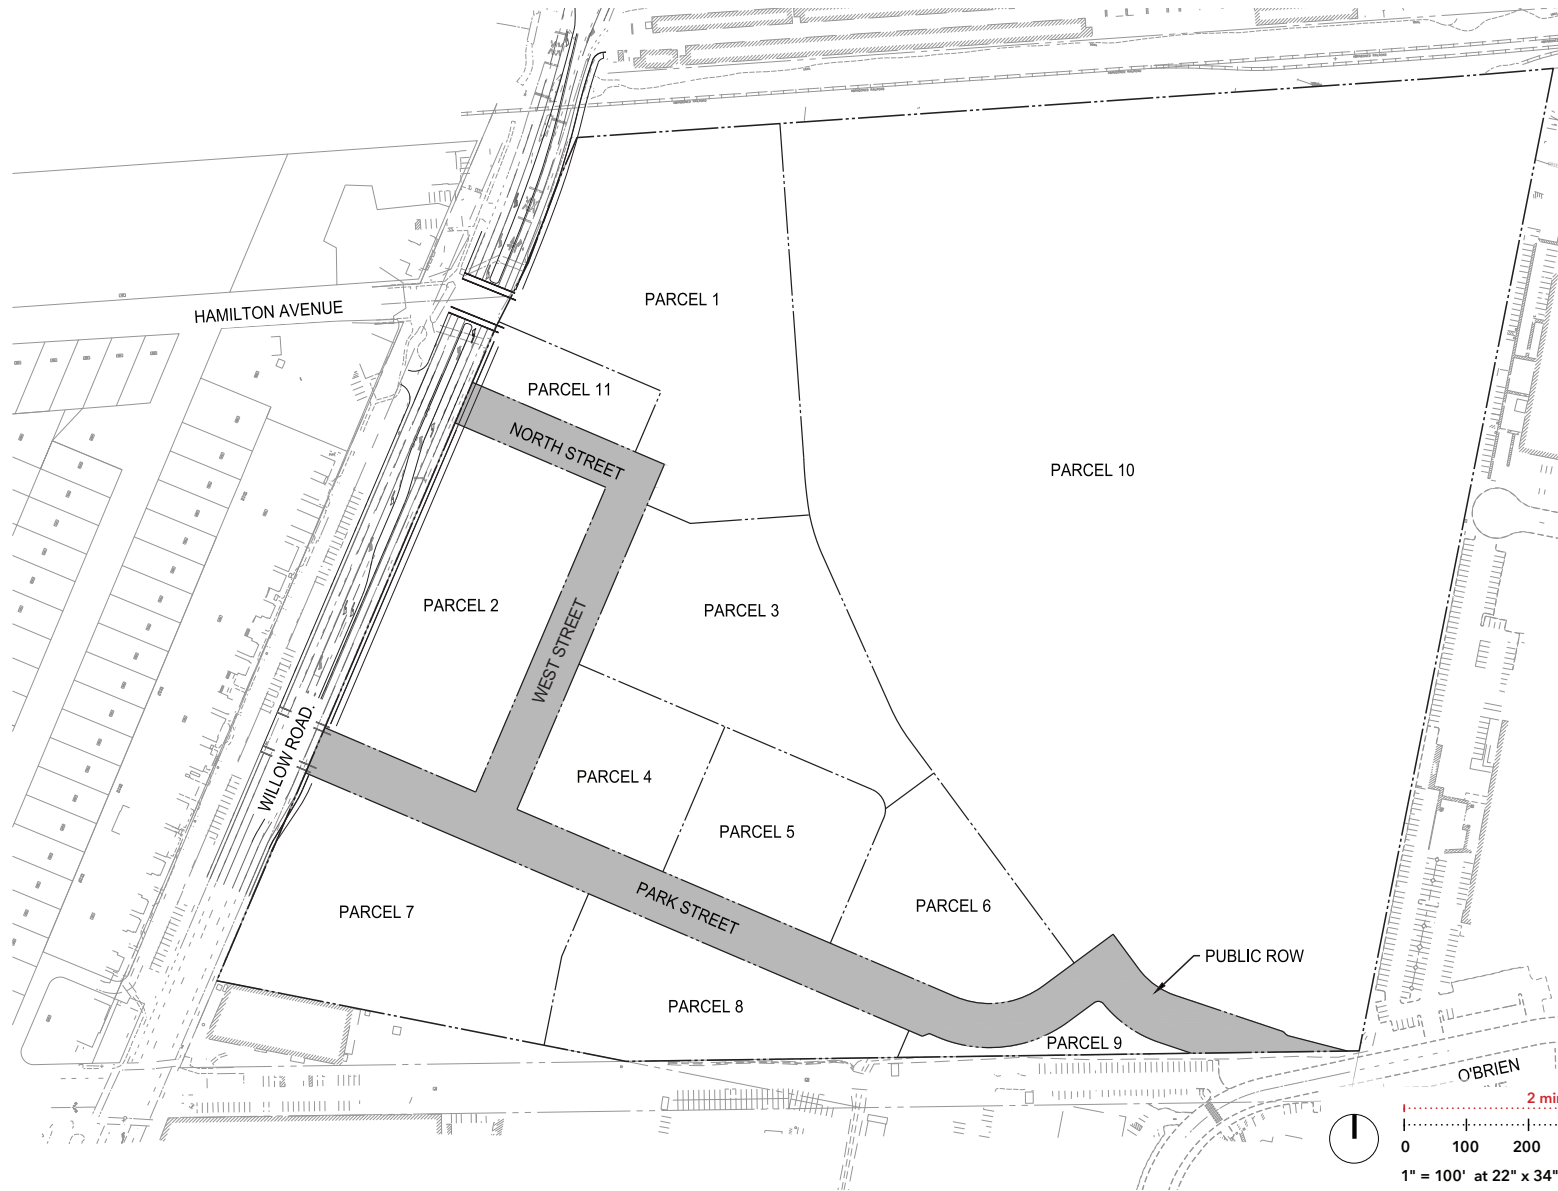 HAMILTON AVENUE
PARCEL 1
PARCEL 11
NORTH STREET
PARCEL 10
PARCEL 2
PARCEL 3
WEST STREET
WILLOW ROAD.
PARCEL 4
PARCEL 5
PARCEL 7
PARK STREET
PARCEL 6
PUBLIC ROW
PARCEL 8
PARCEL 9
O'BRIEN
2 min
0 100 200
1" = 100' at 22" x 34"